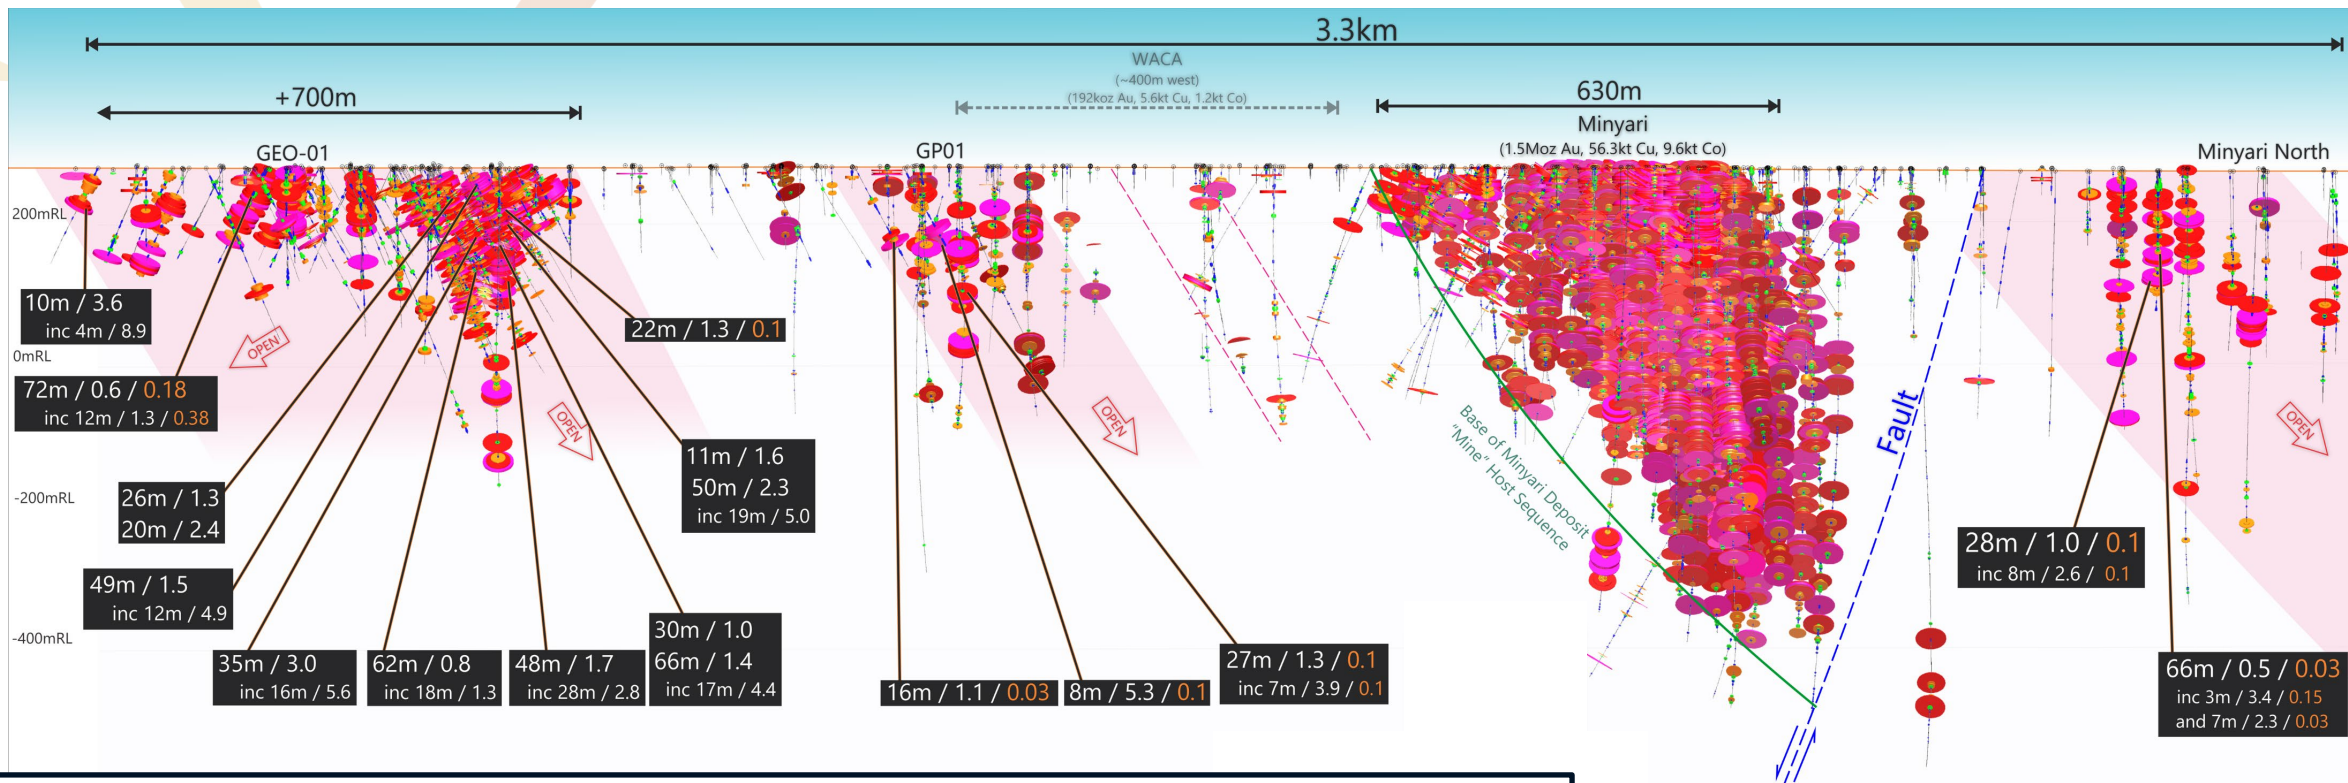 3.3km
WACA
(~400m west)
(192koz Au, 5.6kt Cu, 1.2kt Co)
+700m
630m
Minyari
(1.5Moz Au, 56.3kt Cu, 9.6kt Co)
GEO-01
GP01
Minyari North
200mRL
0mRL
-200mRL
-400mRL
10m / 3.6
inc 4m / 8.9
72m / 0.6 / 0.18
inc 12m / 1.3 / 0.38
OPEN
26m / 1.3
20m / 2.4
49m / 1.5
inc 12m / 4.9
35m / 3.0
inc 16m / 5.6
62m / 0.8
inc 18m / 1.3
48m / 1.7
inc 28m / 2.8
30m / 1.0
66m / 1.4
inc 17m / 4.4
11m / 1.6
50m / 2.3
inc 19m / 5.0
22m / 1.3 / 0.1
OPEN
16m / 1.1 / 0.03
8m / 5.3 / 0.1
27m / 1.3 / 0.1
inc 7m / 3.9 / 0.1
OPEN
Base of Minyari Deposit
"Mine" Host Sequence
Fault
28m / 1.0 / 0.1
inc 8m / 2.6 / 0.1
66m / 0.5 / 0.03
inc 3m / 3.4 / 0.15
and 7m / 2.3 / 0.03
OPEN